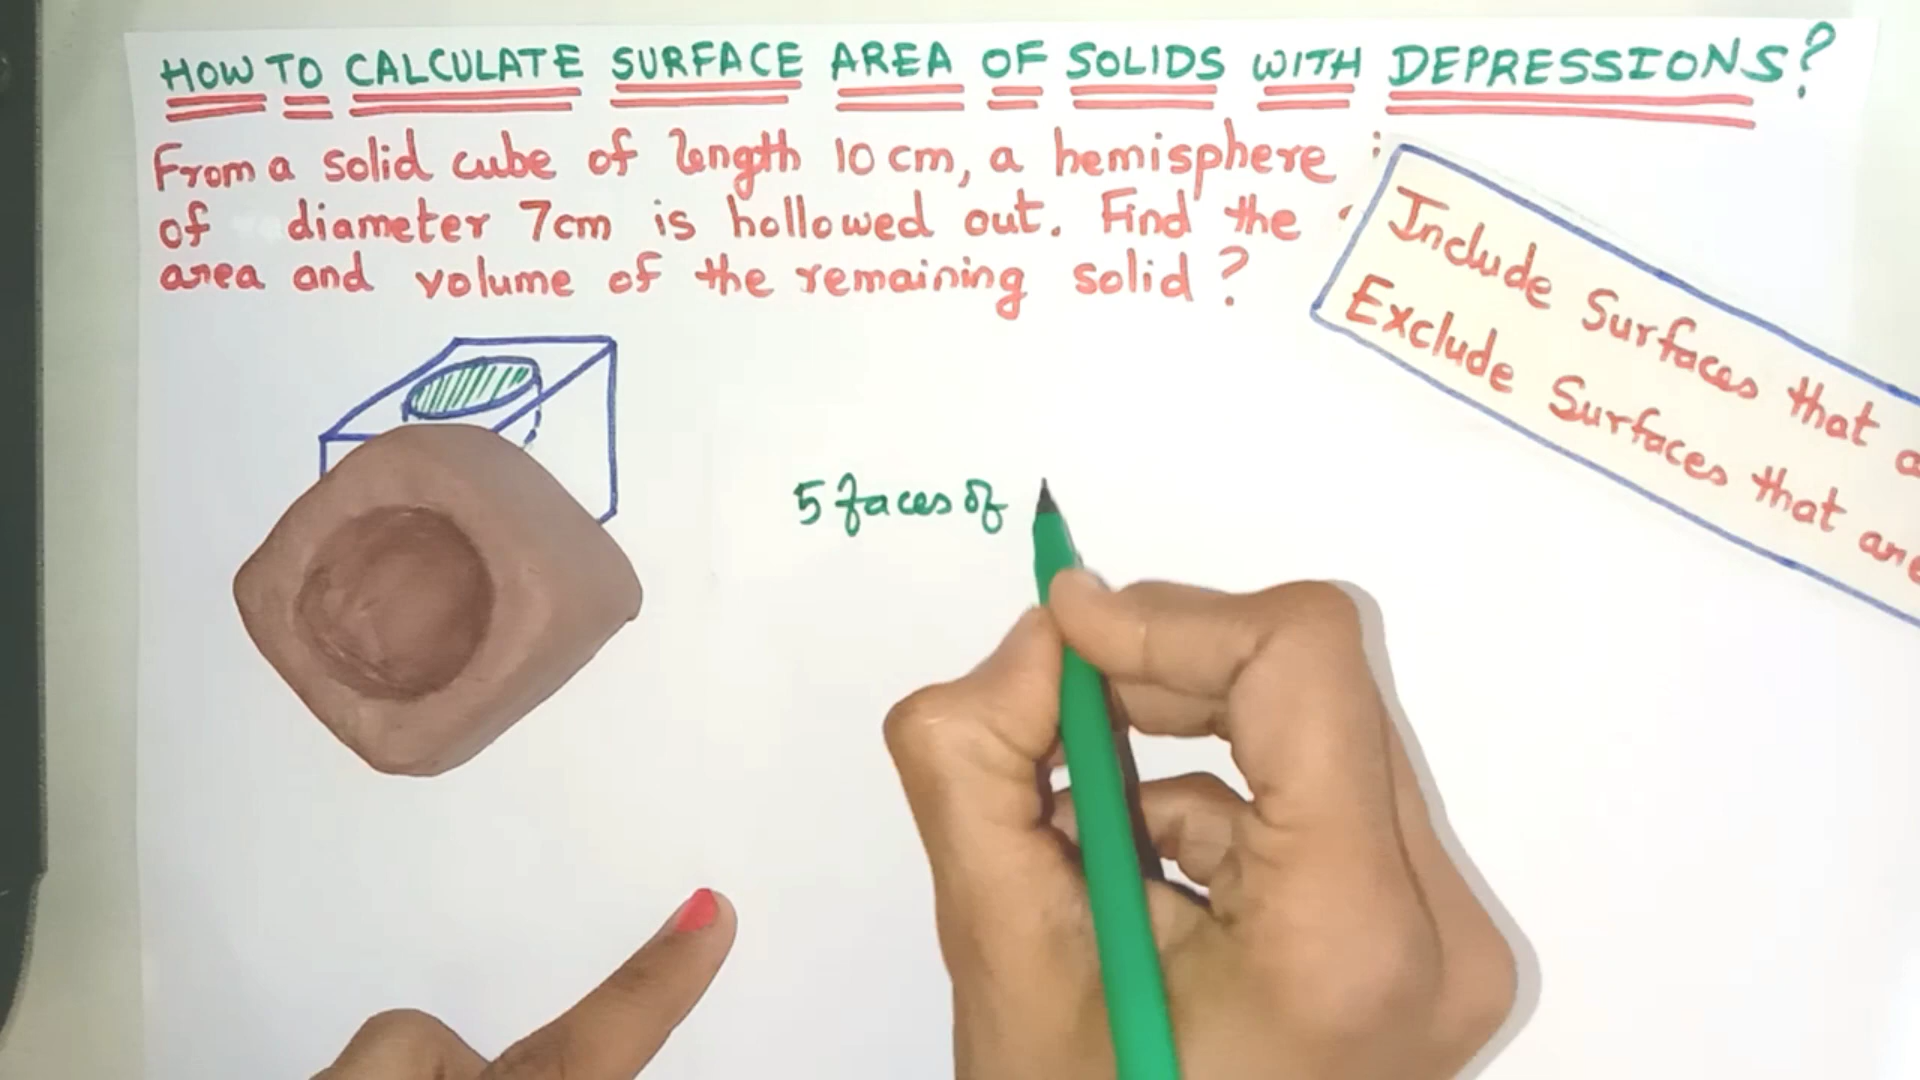 HOW TO CALCULATE SURFACE AREA OF SOLIDS WITH DEPRESSIONS?
From a solid cube of length 10 cm, a hemisphere
of diameter 7cm is hollowed out. Find the
area and volume of the remaining solid?
Include Surfaces that
Exclude Surfaces that are
5 faces of